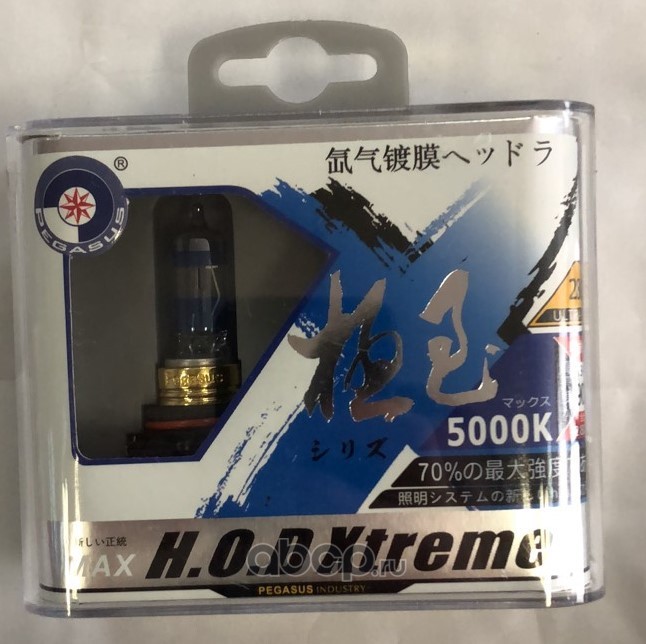 氙气镀膜ヘッドラ
®
PEGASUS
シリズ
マックス
5000K
70%の最大強度
照明システムの新
新しい正統
MAX H.O.D Xtreme
PEGASUS INDUSTRY